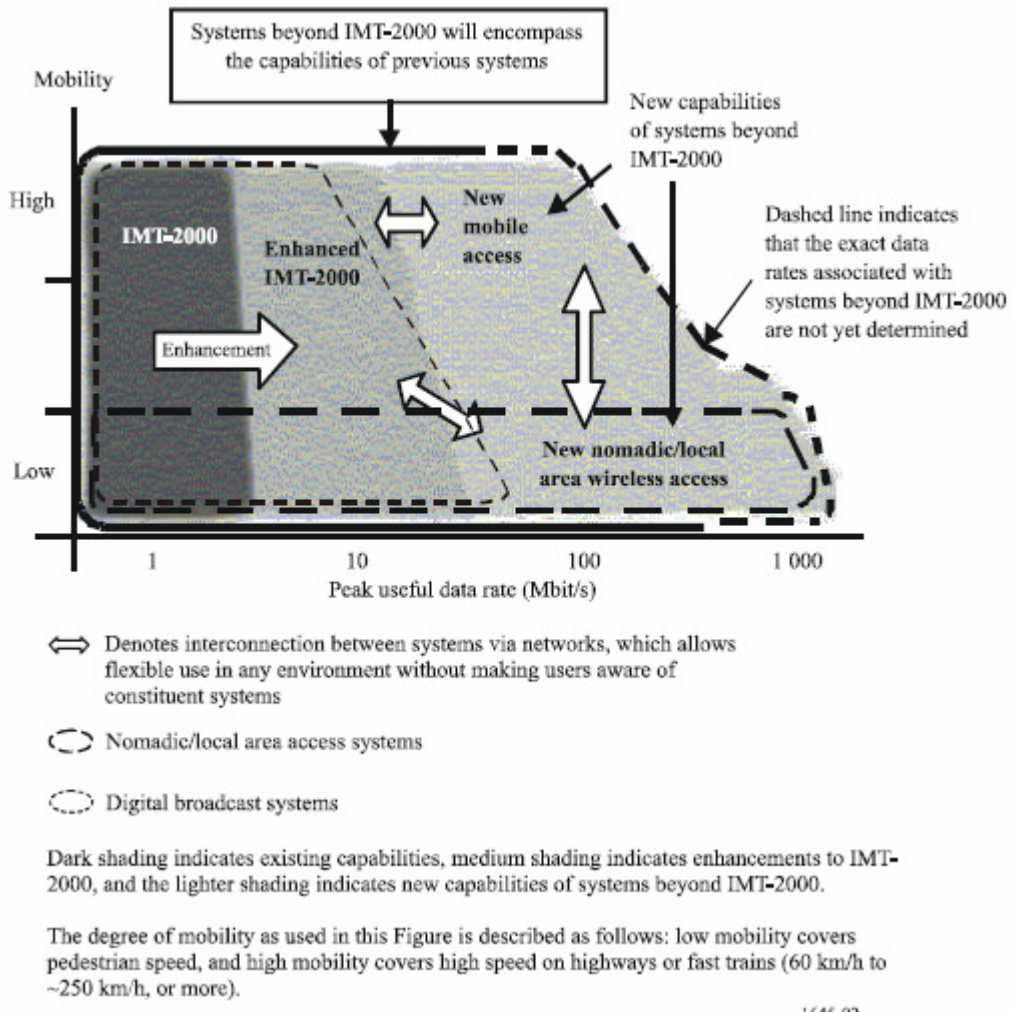 Systems beyond IMT-2000 will encompass
the capabilities of previous systems
Mobility
New capabilities
of systems beyond
IMT-2000
High
New
mobile
access
Dashed line indicates
that the exact data
rates associated with
systems beyond IMT-2000
are not yet determined
IMT-2000
Enhanced
IMT-2000
Enhancement
Low
New nomadic/local
area wireless access
1 10 100 1 000
Peak useful data rate (Mbit/s)
Denotes interconnection between systems via networks, which allows
flexible use in any environment without making users aware of
constituent systems
Nomadic/local area access systems
Digital broadcast systems
Dark shading indicates existing capabilities, medium shading indicates enhancements to IMT-
2000, and the lighter shading indicates new capabilities of systems beyond IMT-2000.
The degree of mobility as used in this Figure is described as follows: low mobility covers
pedestrian speed, and high mobility covers high speed on highways or fast trains (60 km/h to
~250 km/h, or more).